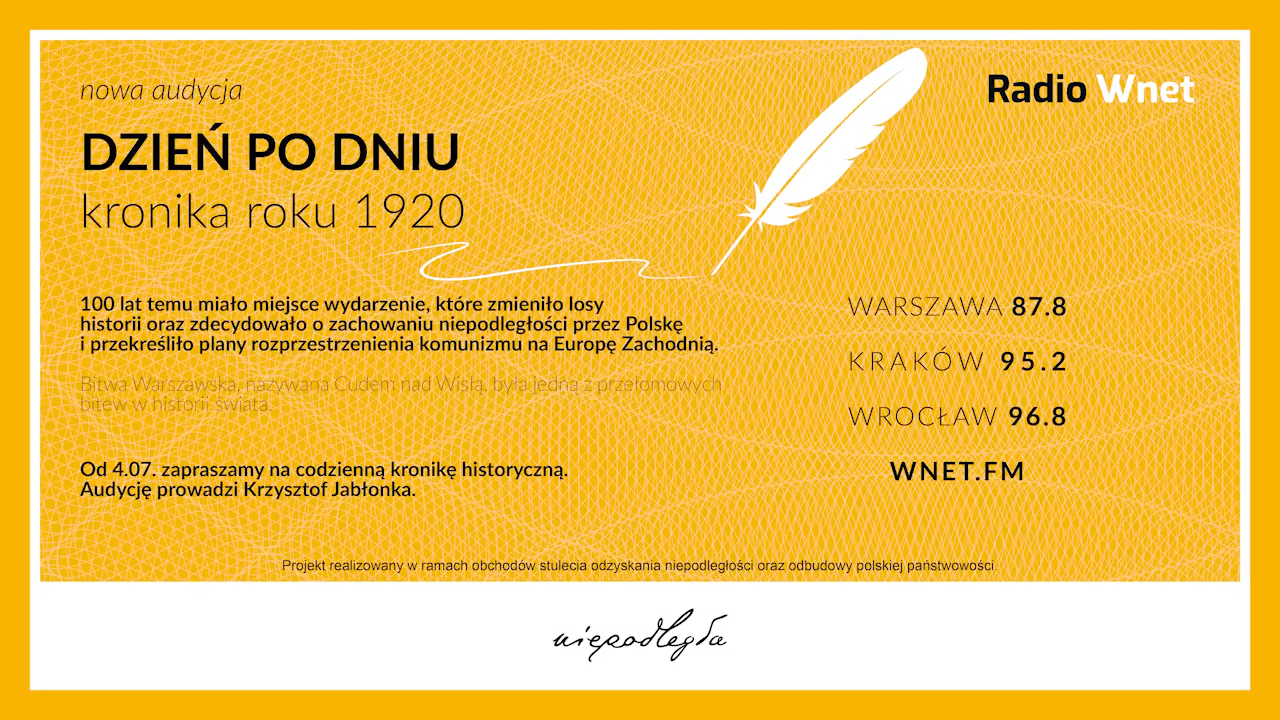 nowa audycja
Radio Wnet
DZIEŃ PO DNIU
kronika roku 1920
100 lat temu miało miejsce wydarzenie, które zmieniło losy
historii oraz zdecydowało o zachowaniu niepodległości przez Polskę
i przekreśliło plany rozprzestrzenienia komunizmu na Europę Zachodnią.
Bitwa Warszawska, nazywana Cudem nad Wisłą, była jedną z przełomowych
bitew w historii świata.
Od 4.07. zapraszamy na codzienną kronikę historyczną.
Audycję prowadzi Krzysztof Jabłonka.
WARSZAWA 87.8
KRAKÓW 95.2
WROCŁAW 96.8
WNET.FM
Projekt realizowany w ramach obchodów stulecia odzyskania niepodległości oraz odbudowy polskiej państwowości.
niepodległa